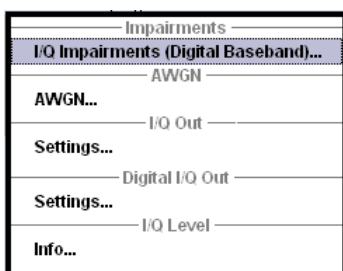 Impairments
I/Q Impairments (Digital Baseband)...
AWGN
AWGN...
I/Q Out
Settings...
Digital I/Q Out
Settings...
I/Q Level
Info...